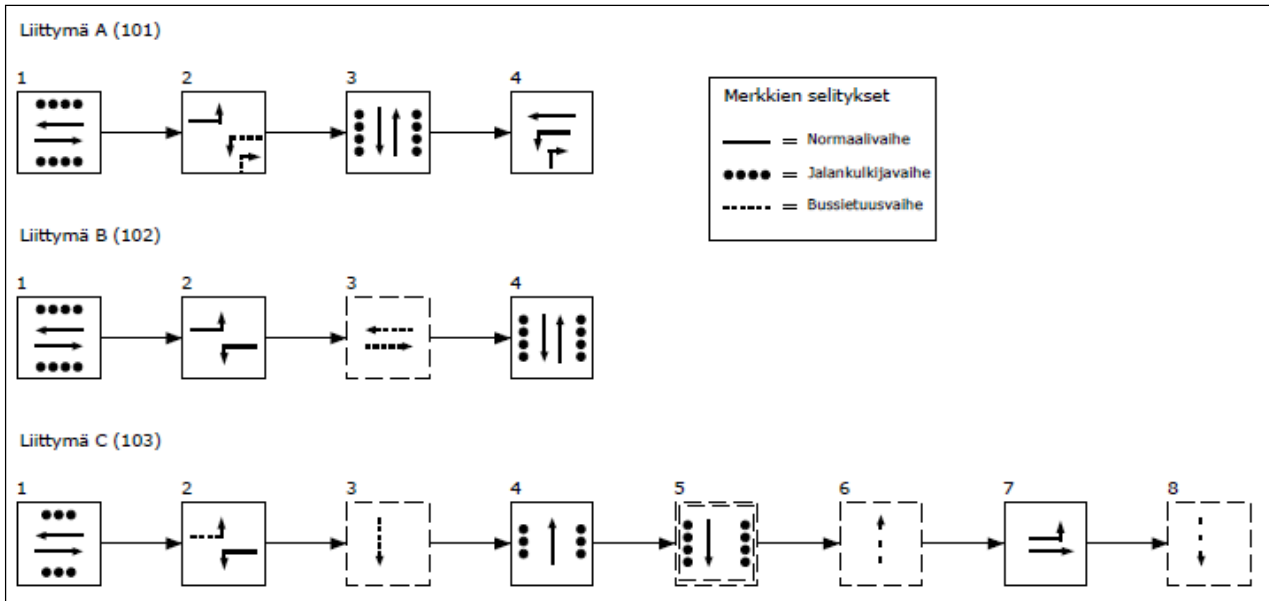 Liittymä A (101)
1 2 3 4
Merkkien selitykset
= Normaalivaihe
= Jalankulkijavaihe
= Bussietuusvaihe
Liittymä B (102)
1 2 3 4
Liittymä C (103)
1 2 3 4 5 6 7 8